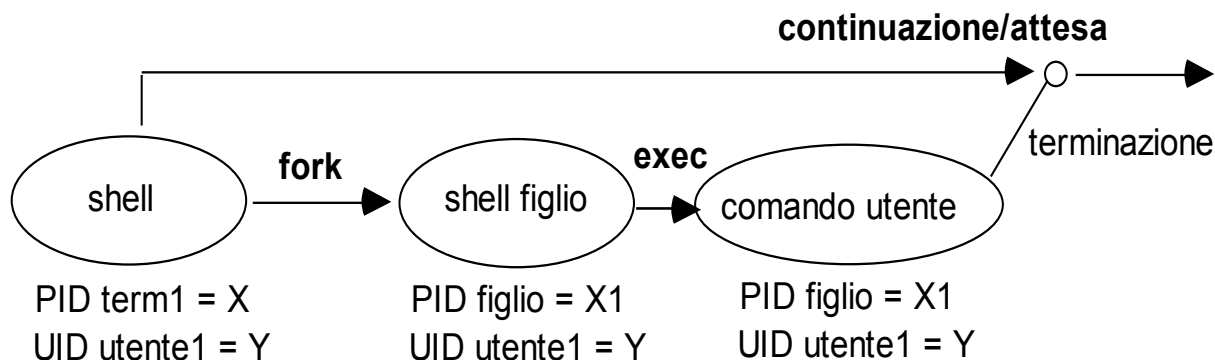 continuazione/attesa
fork
exec
terminazione
shell
shell figlio
comando utente
PID term1 = X
UID utente1 = Y
PID figlio = X1
UID utente1 = Y
PID figlio = X1
UID utente1 = Y